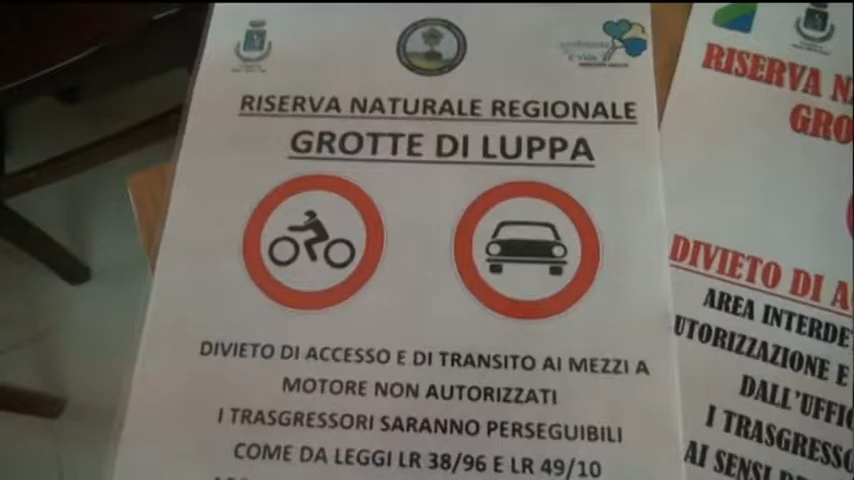 RISERVA NATURALE REGIONALE
GROTTE DI LUPPA
DIVIETO DI ACCESSO E DI TRANSITO AI MEZZI A
MOTORE NON AUTORIZZATI
I TRASGRESSORI SARANNO PERSEGUIBILI
COME DA LEGGI LR 38/96 E LR 49/10
RISERVA NA
GRO
DIVIETO DI A
AREA INTERDE
UTORIZZAZIONE E
DALL'UFFIC
I TRASGRESSO
AI SENSI DE